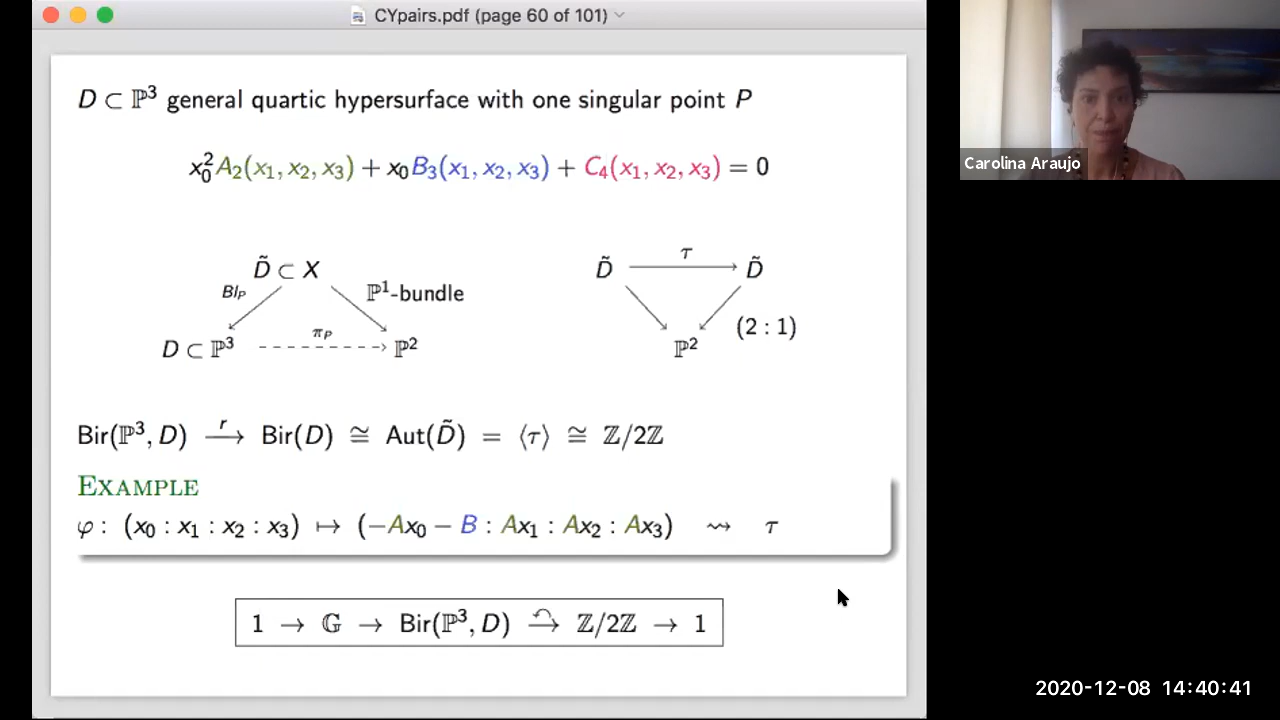 CYpairs.pdf (page 60 of 101)
D ⊂ ℙ³ general quartic hypersurface with one singular point P
x₀²A₂(x₁, x₂, x₃) + x₀B₃(x₁, x₂, x₃) + C₄(x₁, x₂, x₃) = 0
D̃ ⊂ X
Bl_P
ℙ¹-bundle
D ⊂ ℙ³
π_P
ℙ²
D̃
τ
D̃
(2 : 1)
ℙ²
Bir(ℙ³, D) —r→ Bir(D) ≅ Aut(D̃) = ⟨τ⟩ ≅ ℤ/2ℤ
EXAMPLE
φ : (x₀ : x₁ : x₂ : x₃) ↦ (−Ax₀ − B : Ax₁ : Ax₂ : Ax₃) ⇝ τ
1 → 𝔾 → Bir(ℙ³, D) → ℤ/2ℤ → 1
Carolina Araujo
2020-12-08 14:40:41